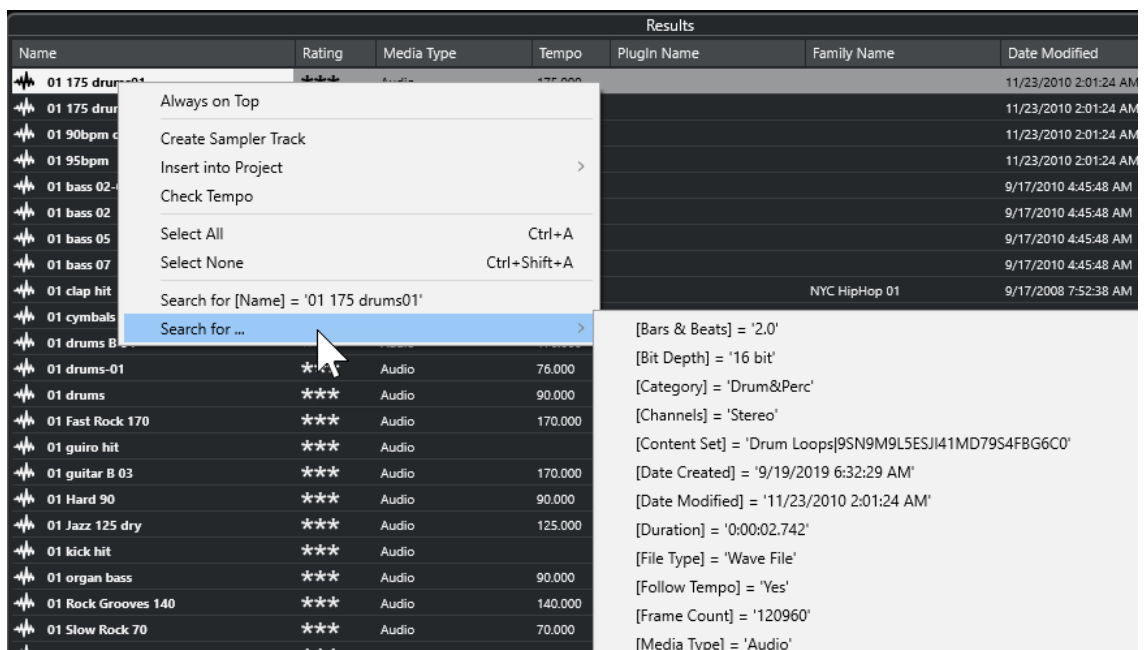 Results
Name Rating Media Type Tempo PlugIn Name Family Name Date Modified
01 175 drums01 *** Audio 175.000 11/23/2010 2:01:24 AM
01 175 drum 11/23/2010 2:01:24 AM
01 90bpm 11/23/2010 2:01:24 AM
01 95bpm 11/23/2010 2:01:24 AM
01 bass 02- 9/17/2010 4:45:48 AM
01 bass 02 9/17/2010 4:45:48 AM
01 bass 05 9/17/2010 4:45:48 AM
01 bass 07 9/17/2010 4:45:48 AM
01 clap hit NYC HipHop 01 9/17/2008 7:52:38 AM
01 cymbals
01 drums B
01 drums-01 *** Audio 76.000
01 drums *** Audio 90.000
01 Fast Rock 170 *** Audio 170.000
01 guiro hit *** Audio
01 guitar B 03 *** Audio 170.000
01 Hard 90 *** Audio 90.000
01 Jazz 125 dry *** Audio 125.000
01 kick hit *** Audio
01 organ bass *** Audio 90.000
01 Rock Grooves 140 *** Audio 140.000
01 Slow Rock 70 *** Audio 70.000
Always on Top
Create Sampler Track
Insert into Project >
Check Tempo
Select All Ctrl+A
Select None Ctrl+Shift+A
Search for [Name] = '01 175 drums01'
Search for ... >
[Bars & Beats] = '2.0'
[Bit Depth] = '16 bit'
[Category] = 'Drum&Perc'
[Channels] = 'Stereo'
[Content Set] = 'Drum Loops|9SN9M9L5ESJI41MD79S4FBG6C0'
[Date Created] = '9/19/2019 6:32:29 AM'
[Date Modified] = '11/23/2010 2:01:24 AM'
[Duration] = '0:00:02.742'
[File Type] = 'Wave File'
[Follow Tempo] = 'Yes'
[Frame Count] = '120960'
[Media Type] = 'Audio'